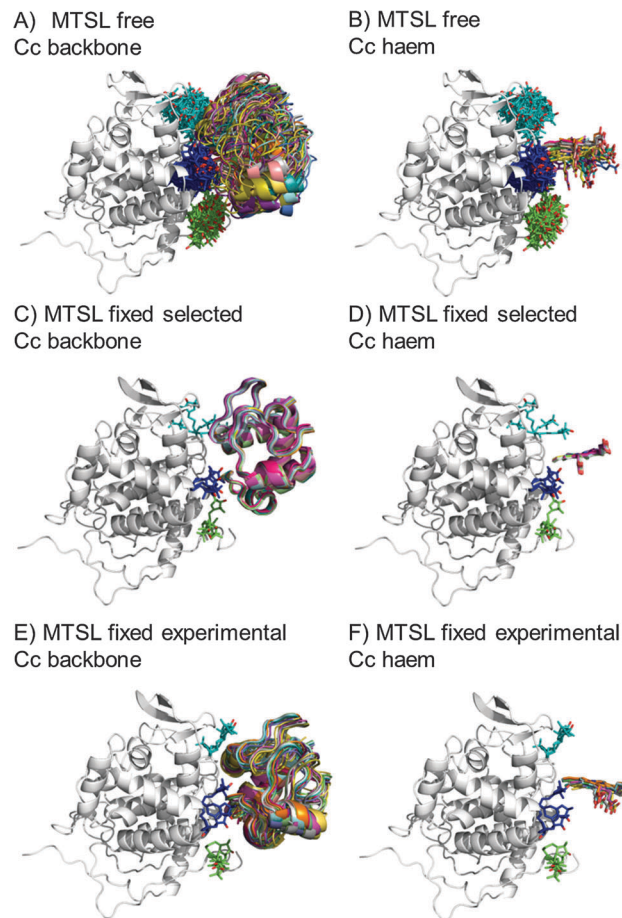 A) MTSL free
Cc backbone
B) MTSL free
Cc haem
C) MTSL fixed selected
Cc backbone
D) MTSL fixed selected
Cc haem
E) MTSL fixed experimental
Cc backbone
F) MTSL fixed experimental
Cc haem